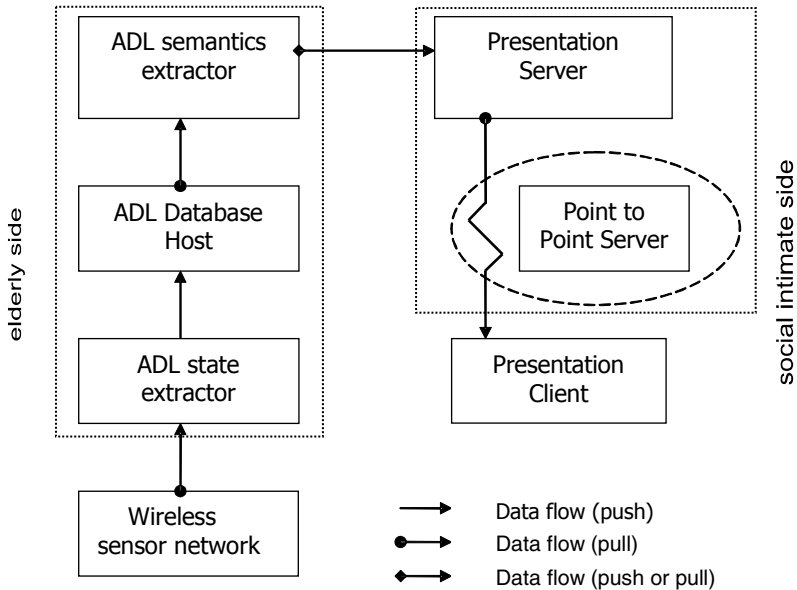 ADL semantics
extractor
Presentation
Server
ADL Database
Host
Point to
Point Server
elderly side
social intimate side
ADL state
extractor
Presentation
Client
Wireless
sensor network
Data flow (push)
Data flow (pull)
Data flow (push or pull)